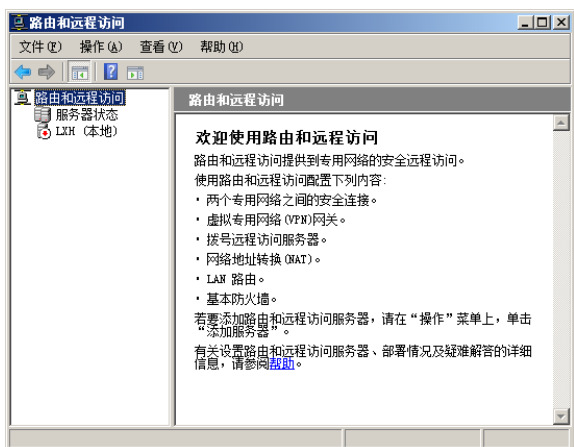 路由和远程访问
文件(F) 操作(A) 查看(V) 帮助(H)
路由和远程访问
服务器状态
LXH (本地)
路由和远程访问
欢迎使用路由和远程访问
路由和远程访问提供到专用网络的安全远程访问。
使用路由和远程访问配置下列内容:
· 两个专用网络之间的安全连接。
· 虚拟专用网络(VPN)网关。
· 拨号远程访问服务器。
· 网络地址转换(NAT)。
· LAN 路由。
· 基本防火墙。
若要添加路由和远程访问服务器，请在“操作”菜单上，单击
“添加服务器”。
有关设置路由和远程访问服务器、部署情况及疑难解答的详细
信息，请参阅帮助。